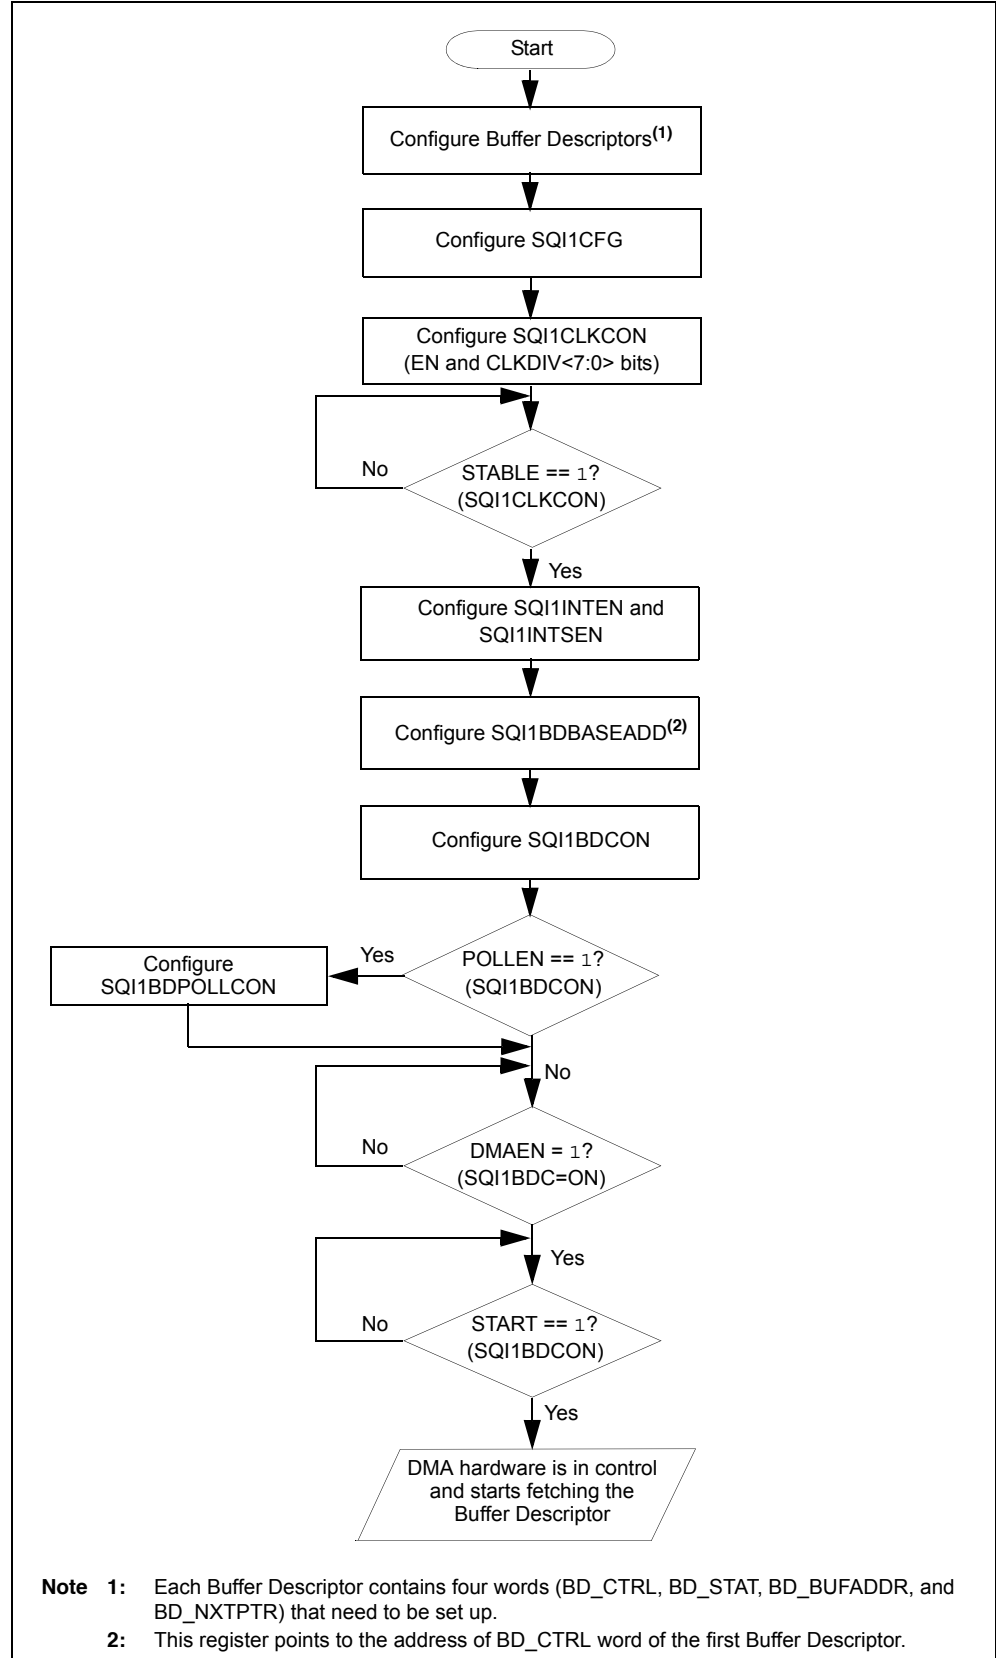 Start
Configure Buffer Descriptors(1)
Configure SQI1CFG
Configure SQI1CLKCON
(EN and CLKDIV<7:0> bits)
No
STABLE == 1?
(SQI1CLKCON)
Yes
Configure SQI1INTEN and
SQI1INTSEN
Configure SQI1BDBASEADD(2)
Configure SQI1BDCON
Configure
SQI1BDPOLLCON
Yes
POLLEN == 1?
(SQI1BDCON)
No
No
DMAEN = 1?
(SQI1BDC=ON)
Yes
No
START == 1?
(SQI1BDCON)
Yes
DMA hardware is in control
and starts fetching the
Buffer Descriptor
Note 1: Each Buffer Descriptor contains four words (BD_CTRL, BD_STAT, BD_BUFADDR, and
BD_NXTPTR) that need to be set up.
2: This register points to the address of BD_CTRL word of the first Buffer Descriptor.